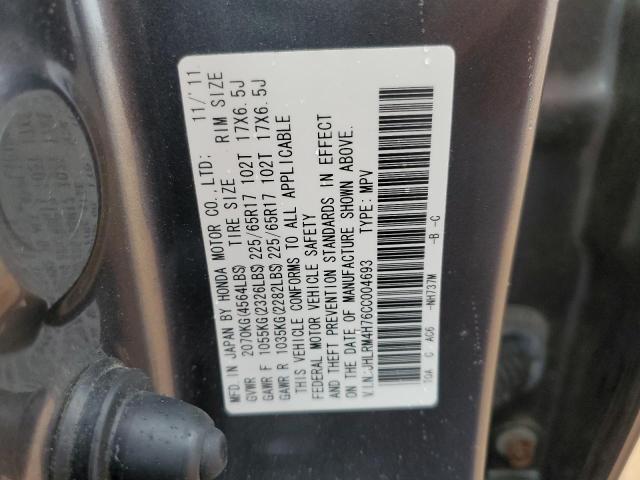 MFD. IN JAPAN BY HONDA MOTOR CO., LTD: 11/'11
GVWR 2070KG(4564LBS) TIRE SIZE RIM SIZE
GAWR F 1055KG(2326LBS) 225/65R17 102T 17X6.5J
GAWR R 1035KG(2282LBS) 225/65R17 102T 17X6.5J
THIS VEHICLE CONFORMS TO ALL APPLICABLE
FEDERAL MOTOR VEHICLE SAFETY
AND THEFT PREVENTION STANDARDS IN EFFECT
ON THE DATE OF MANUFACTURE SHOWN ABOVE.
V.I.N.: JHLRM4H76CC004693 TYPE: MPV
TOA C AC6 -NH737M -B -C